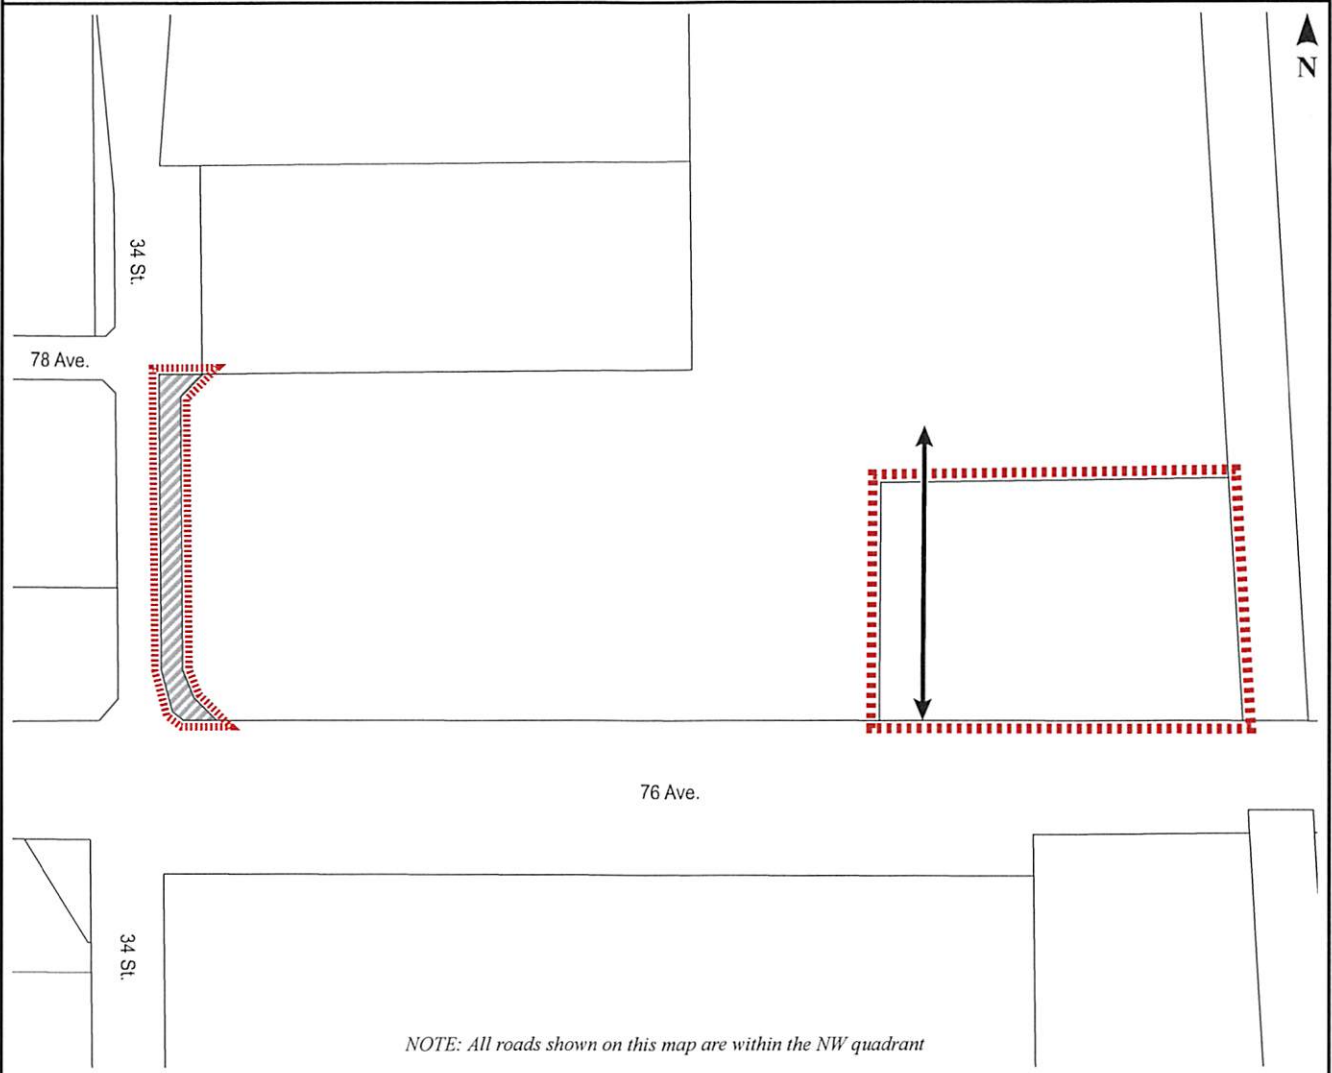 N
34 St.
78 Ave.
76 Ave.
34 St.
NOTE: All roads shown on this map are within the NW quadrant